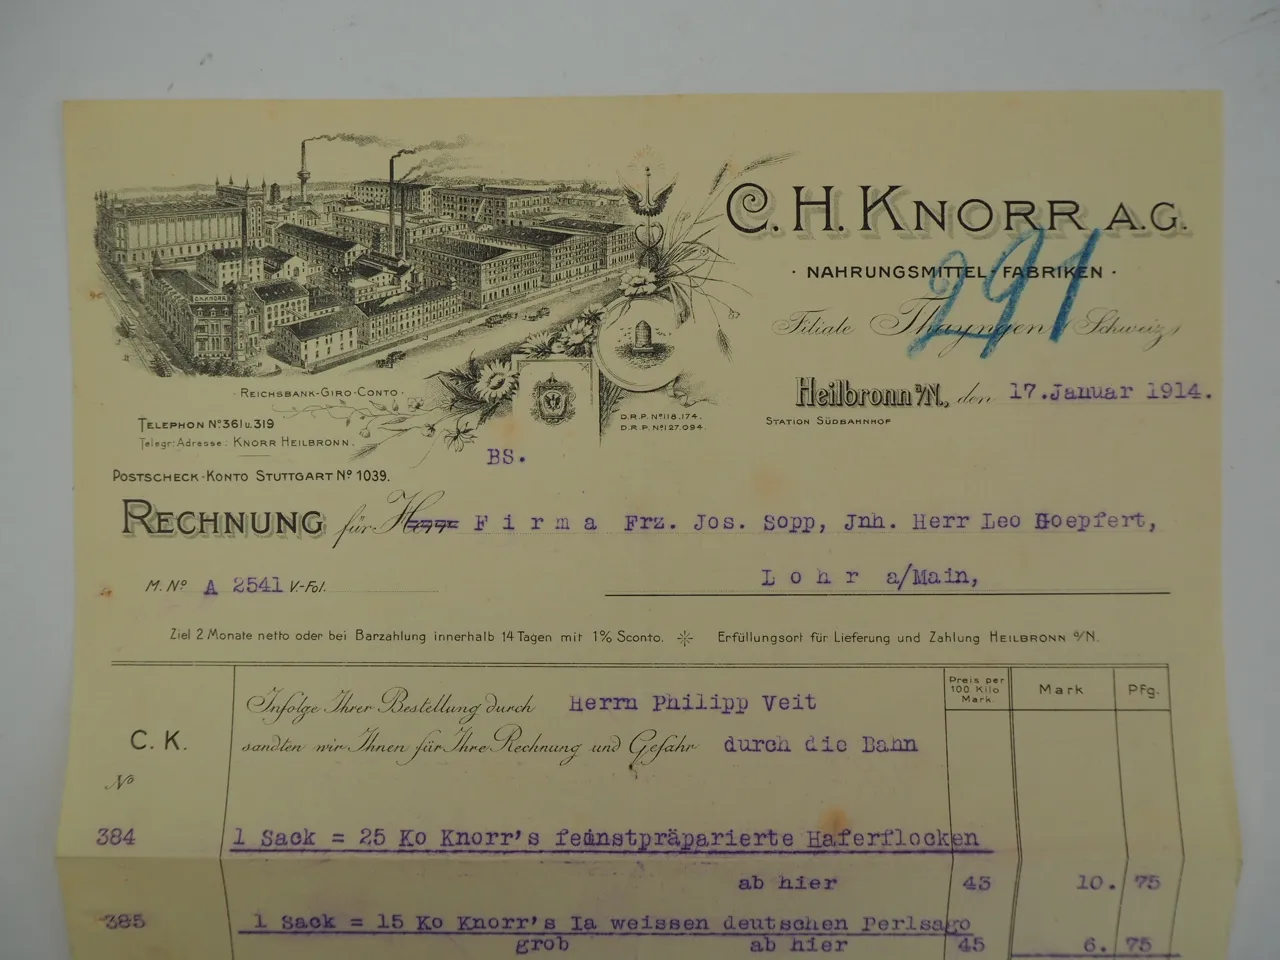 C. H. KNORR A.G.
· NAHRUNGSMITTEL-FABRIKEN ·
291
Filiale Thayngen (Schweiz)
C.H. KNORR
· REICHSBANK-GIRO-CONTO ·
TELEPHON Nº 361 u. 319
Telegr: Adresse: KNORR HEILBRONN.
POSTSCHECK-KONTO STUTTGART Nº 1039.
D.R.P. Nº 118.174.
D.R.P. Nº 127.094.
Heilbronn a/N., den 17.Januar 1914.
STATION SÜDBAHNHOF
BS.
RECHNUNG für Herrn F i r m a Frz. Jos. Sopp, Jnh. Herr Leo Hoepfert,
M. Nº A 2541 V.-Fol.
L o h r a/Main,
Ziel 2 Monate netto oder bei Barzahlung innerhalb 14 Tagen mit 1% Sconto. Erfüllungsort für Lieferung und Zahlung HEILBRONN a/N.
C. K.
Nº
Infolge Ihrer Bestellung durch Herrn Philipp Veit
sandten wir Ihnen für Ihre Rechnung und Gefahr durch die Bahn
Preis per
100 Kilo
Mark.
Mark
Pfg.
384 1 Sack = 25 Ko Knorr's feinstpräparierte Haferflocken
ab hier 43 10. 75
385 1 Sack = 15 Ko Knorr's Ia weissen deutschen Perlsago
grob ab hier 45 6. 75